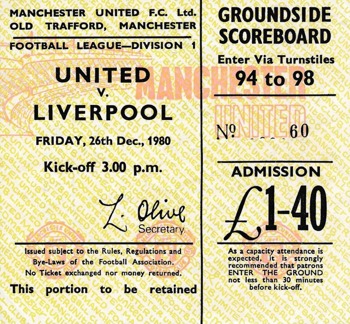 MANCHESTER UNITED F.C. Ltd.
OLD TRAFFORD, MANCHESTER
FOOTBALL LEAGUE—DIVISION 1
UNITED
V.
LIVERPOOL
FRIDAY, 26th Dec., 1980
Kick-off 3.00 p.m.
L. Olive
Secretary.
Issued subject to the Rules, Regulations and
Bye-Laws of the Football Association.
No Ticket exchanged nor money returned.
This portion to be retained
GROUNDSIDE
SCOREBOARD
Enter Via Turnstiles
94 to 98
MANCHESTER
UNITED
No 60
ADMISSION
£1-40
As a capacity attendance is
expected, it is strongly
recommended that patrons
ENTER THE GROUND
not less than 30 minutes
before kick-off.